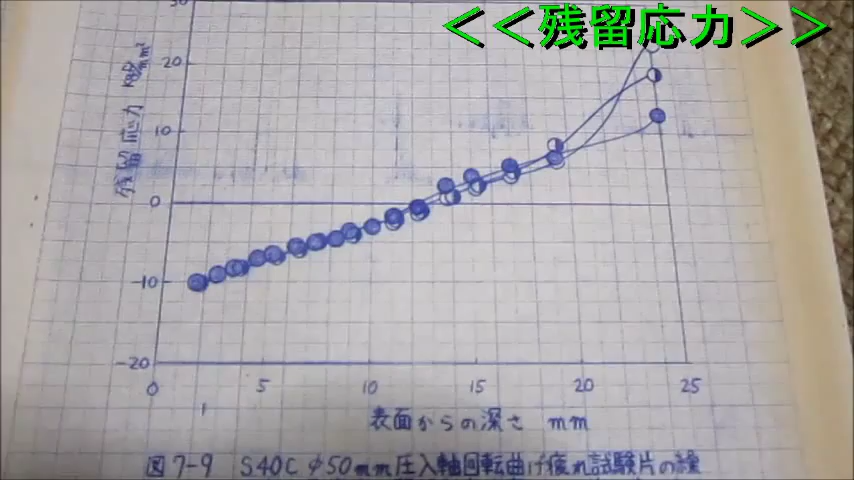 <<残留応力>>
30
20
10
0
-10
-20
残留応力 kg/mm²
0 5 10 15 20 25
表面からの深さ mm
図7-9 S40C φ50mm圧入軸回転曲げ疲れ試験片の繰